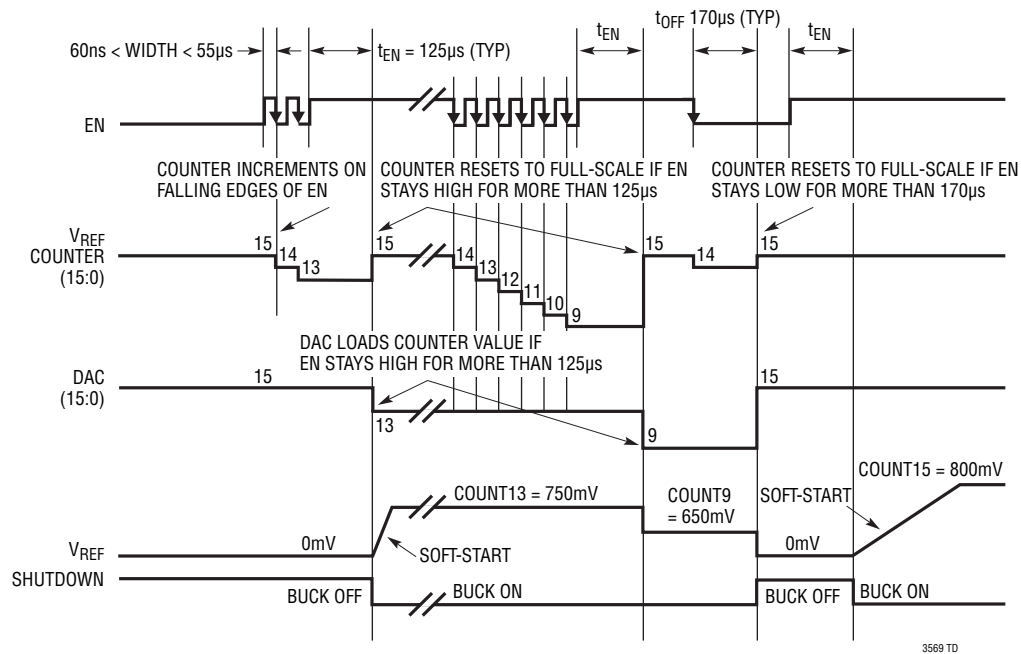 60ns < WIDTH < 55µs
tEN = 125µs (TYP)
tEN
tOFF 170µs (TYP)
tEN
EN
COUNTER INCREMENTS ON
FALLING EDGES OF EN
COUNTER RESETS TO FULL-SCALE IF EN
STAYS HIGH FOR MORE THAN 125µs
COUNTER RESETS TO FULL-SCALE IF EN
STAYS LOW FOR MORE THAN 170µs
VREF
COUNTER
(15:0)
15
14
13
15
14
13
12
11
10
9
15
14
15
DAC LOADS COUNTER VALUE IF
EN STAYS HIGH FOR MORE THAN 125µs
DAC
(15:0)
15
13
9
15
VREF
0mV
SOFT-START
COUNT13 = 750mV
COUNT9
= 650mV
0mV
SOFT-START
COUNT15 = 800mV
SHUTDOWN
BUCK OFF
BUCK ON
BUCK OFF
BUCK ON
3569 TD